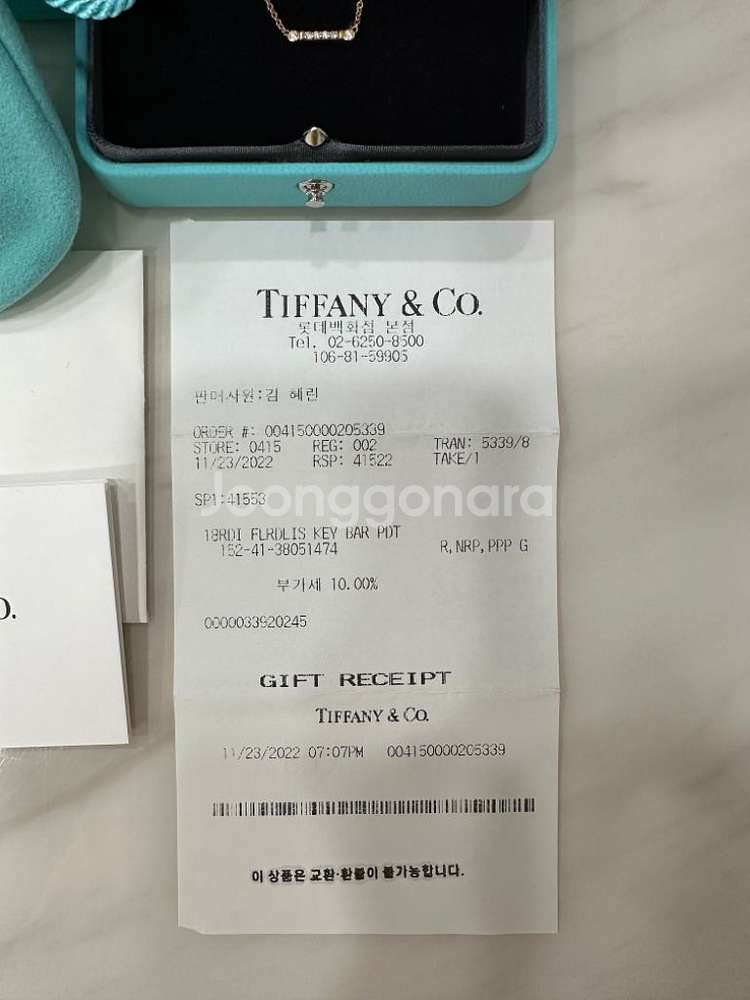 TIFFANY & CO.
롯데백화점 본점
Tel. 02-6250-8500
106-81-59905
판매사원:김 혜린
ORDER #: 004150000205339
STORE: 0415 REG: 002 TRAN: 5339/8
11/23/2022 RSP: 41522 TAKE/1
SP1:41553
Joonggonara
18RDI FLRDLIS KEY BAR PDT
152-41-38051474 R,NRP,PPP G
부가세 10.00%
0000033920245
O.
GIFT RECEIPT
TIFFANY & CO.
11/23/2022 07:07PM 004150000205339
이 상품은 교환·환불이 불가능합니다.